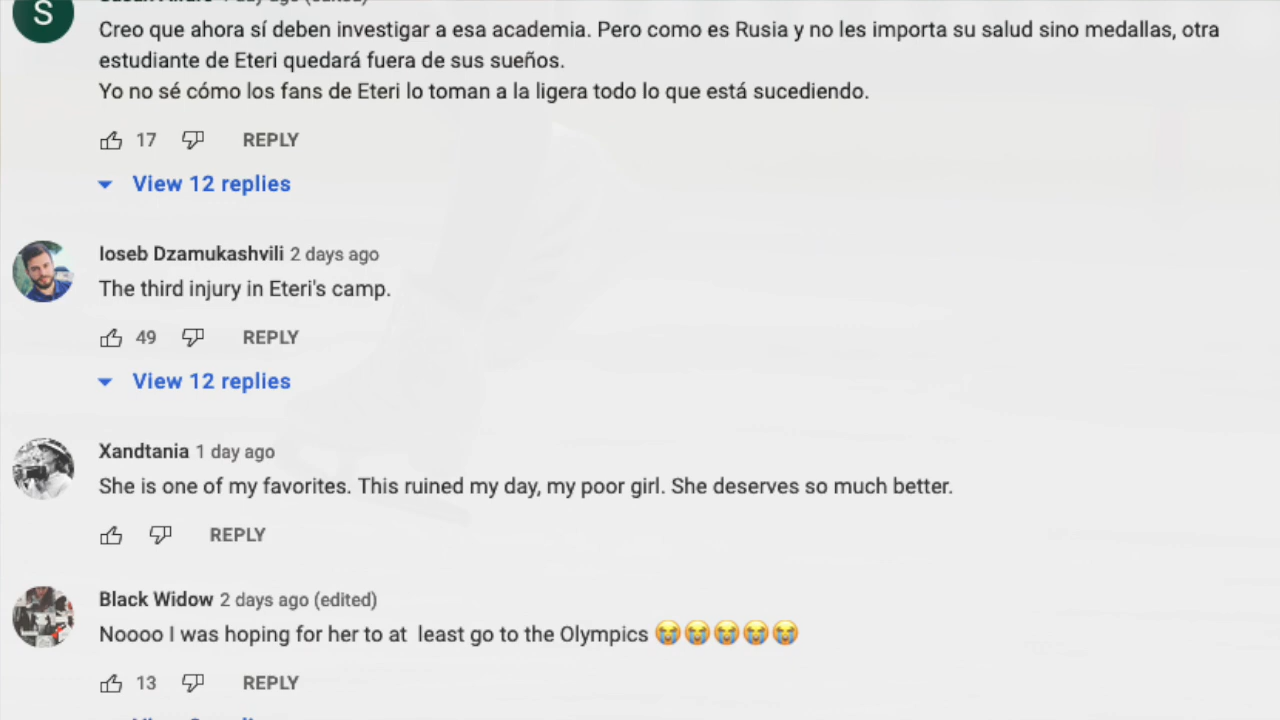 S
Creo que ahora sí deben investigar a esa academia. Pero como es Rusia y no les importa su salud sino medallas, otra
estudiante de Eteri quedará fuera de sus sueños.
Yo no sé cómo los fans de Eteri lo toman a la ligera todo lo que está sucediendo.
17 REPLY
View 12 replies
Ioseb Dzamukashvili 2 days ago
The third injury in Eteri's camp.
49 REPLY
View 12 replies
Xandtania 1 day ago
She is one of my favorites. This ruined my day, my poor girl. She deserves so much better.
REPLY
Black Widow 2 days ago (edited)
Noooo I was hoping for her to at least go to the Olympics 😭😭😭😭😭
13 REPLY